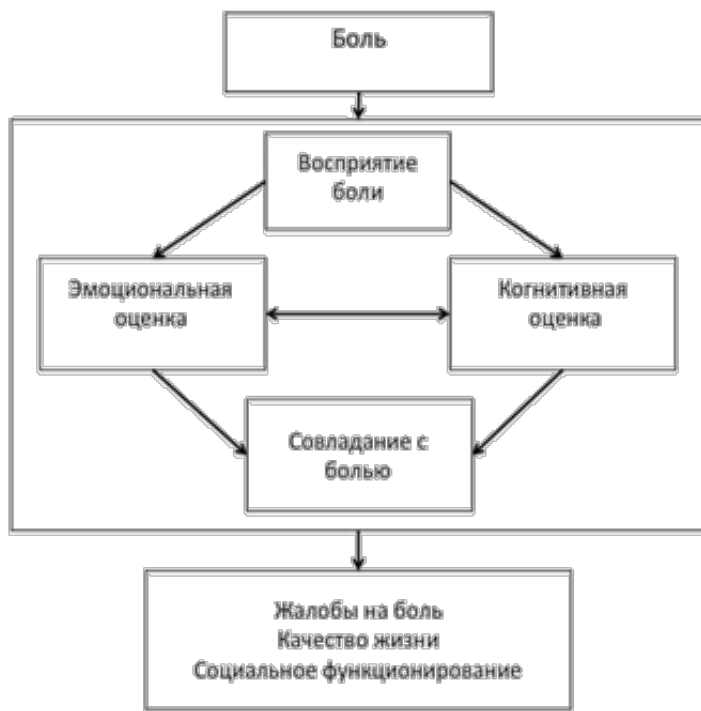 Боль
Восприятие
боли
Эмоциональная
оценка
Когнитивная
оценка
Совладание с
болью
Жалобы на боль
Качество жизни
Социальное функционирование